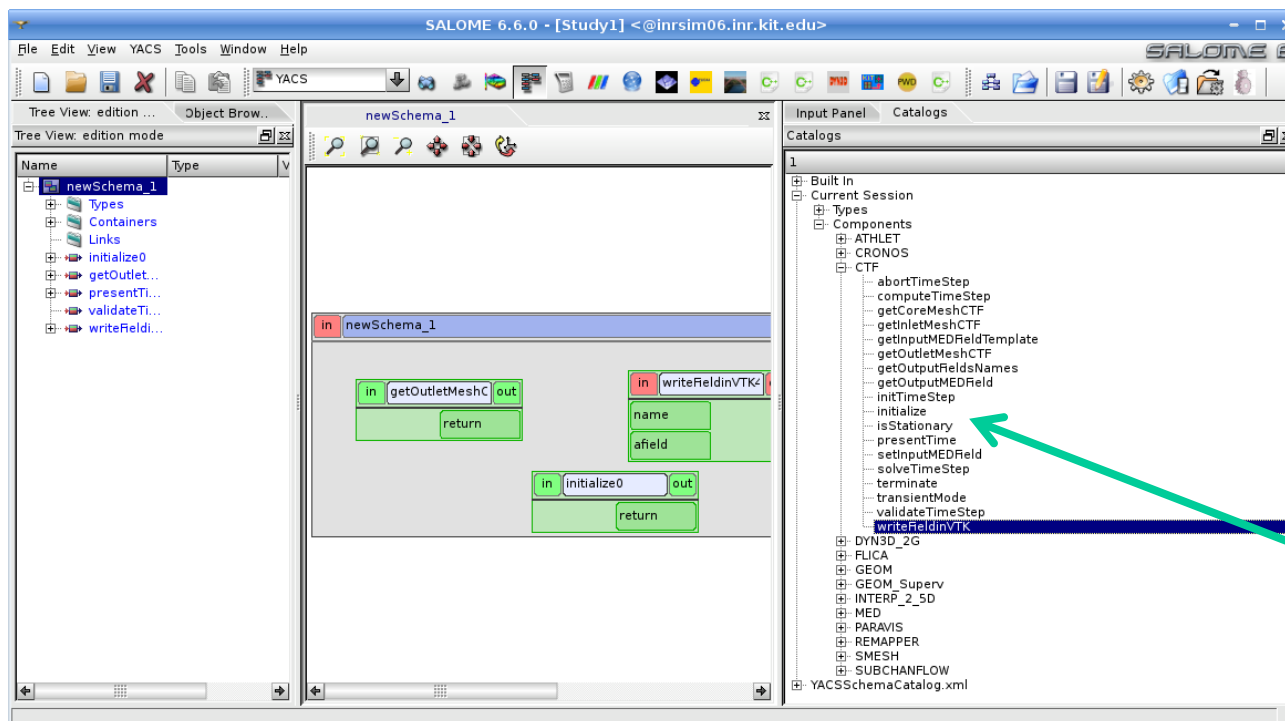 SALOME 6.6.0 - [Study1] <@inrsim06.inr.kit.edu>
File Edit View YACS Tools Window Help
SALOME 6
YACS
Tree View: edition ... Object Brow..
Tree View: edition mode
Name Type V
newSchema_1
Types
Containers
Links
initialize0
getOutlet...
presentTi...
validateTi...
writeFieldi...
newSchema_1
in newSchema_1
in getOutletMeshC out
return
in writeFieldinVTK4
name
afield
in initialize0 out
return
Input Panel Catalogs
Catalogs
1
Built In
Current Session
Types
Components
ATHLET
CRONOS
CTF
abortTimeStep
computeTimeStep
getCoreMeshCTF
getInletMeshCTF
getInputMEDFieldTemplate
getOutletMeshCTF
getOutputFieldsNames
getOutputMEDField
initTimeStep
initialize
isStationary
presentTime
setInputMEDField
solveTimeStep
terminate
transientMode
validateTimeStep
writeFieldinVTK
DYN3D_2G
FLICA
GEOM
GEOM_Superv
INTERP_2_5D
MED
PARAVIS
REMAPPER
SMESH
SUBCHANFLOW
YACSSchemaCatalog.xml